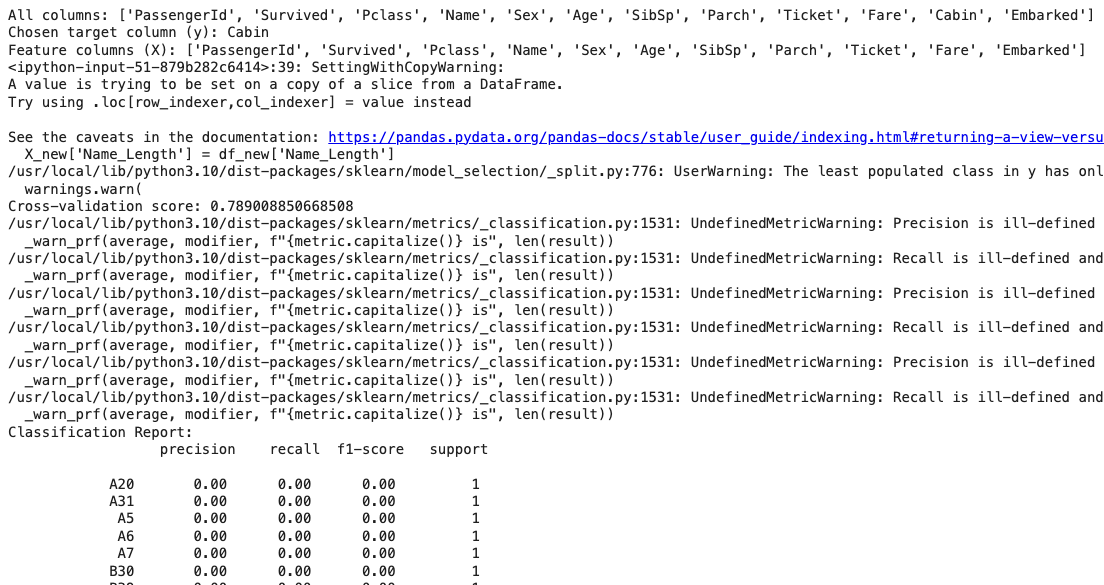 All columns: ['PassengerId', 'Survived', 'Pclass', 'Name', 'Sex', 'Age', 'SibSp', 'Parch', 'Ticket', 'Fare', 'Cabin', 'Embarked']
Chosen target column (y): Cabin
Feature columns (X): ['PassengerId', 'Survived', 'Pclass', 'Name', 'Sex', 'Age', 'SibSp', 'Parch', 'Ticket', 'Fare', 'Embarked']
<ipython-input-51-879b282c6414>:39: SettingWithCopyWarning:
A value is trying to be set on a copy of a slice from a DataFrame.
Try using .loc[row_indexer,col_indexer] = value instead

See the caveats in the documentation: https://pandas.pydata.org/pandas-docs/stable/user_guide/indexing.html#returning-a-view-versu
  X_new['Name_Length'] = df_new['Name_Length']
/usr/local/lib/python3.10/dist-packages/sklearn/model_selection/_split.py:776: UserWarning: The least populated class in y has onl
  warnings.warn(
Cross-validation score: 0.789008850668508
/usr/local/lib/python3.10/dist-packages/sklearn/metrics/_classification.py:1531: UndefinedMetricWarning: Precision is ill-defined
  _warn_prf(average, modifier, f"{metric.capitalize()} is", len(result))
/usr/local/lib/python3.10/dist-packages/sklearn/metrics/_classification.py:1531: UndefinedMetricWarning: Recall is ill-defined and
  _warn_prf(average, modifier, f"{metric.capitalize()} is", len(result))
/usr/local/lib/python3.10/dist-packages/sklearn/metrics/_classification.py:1531: UndefinedMetricWarning: Precision is ill-defined
  _warn_prf(average, modifier, f"{metric.capitalize()} is", len(result))
/usr/local/lib/python3.10/dist-packages/sklearn/metrics/_classification.py:1531: UndefinedMetricWarning: Recall is ill-defined and
  _warn_prf(average, modifier, f"{metric.capitalize()} is", len(result))
/usr/local/lib/python3.10/dist-packages/sklearn/metrics/_classification.py:1531: UndefinedMetricWarning: Precision is ill-defined
  _warn_prf(average, modifier, f"{metric.capitalize()} is", len(result))
/usr/local/lib/python3.10/dist-packages/sklearn/metrics/_classification.py:1531: UndefinedMetricWarning: Recall is ill-defined and
  _warn_prf(average, modifier, f"{metric.capitalize()} is", len(result))
Classification Report:
                 precision    recall  f1-score   support

            A20       0.00      0.00      0.00         1
            A31       0.00      0.00      0.00         1
             A5       0.00      0.00      0.00         1
             A6       0.00      0.00      0.00         1
             A7       0.00      0.00      0.00         1
            B30       0.00      0.00      0.00         1